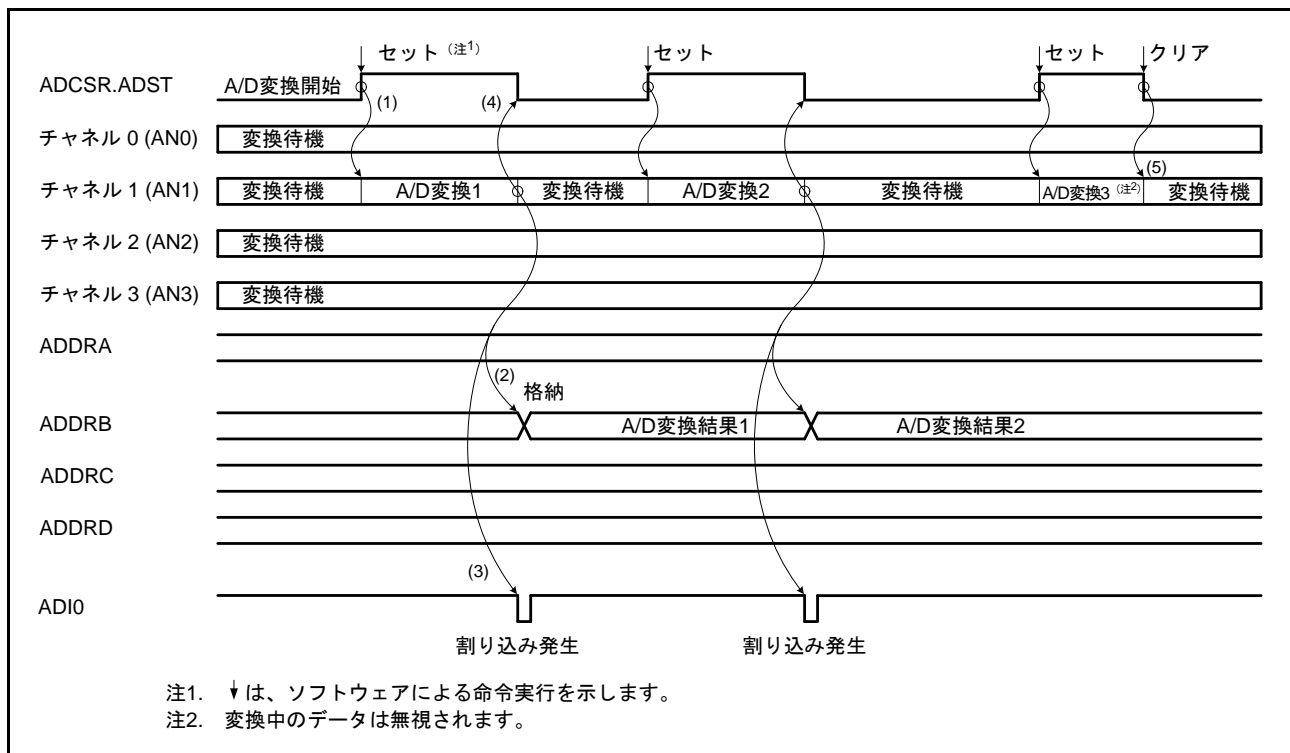 セット（注1） セット セット クリア
ADCSR.ADST A/D変換開始 (1) (4)
チャネル 0 (AN0) 変換待機
(5)
チャネル 1 (AN1) 変換待機 A/D変換1 変換待機 A/D変換2 変換待機 A/D変換3（注2） 変換待機
チャネル 2 (AN2) 変換待機
チャネル 3 (AN3) 変換待機
ADDRA
(2) 格納
ADDRB A/D変換結果1 A/D変換結果2
ADDRC
ADDRD
(3)
ADI0
割り込み発生 割り込み発生
注1. ↓は、ソフトウェアによる命令実行を示します。
注2. 変換中のデータは無視されます。